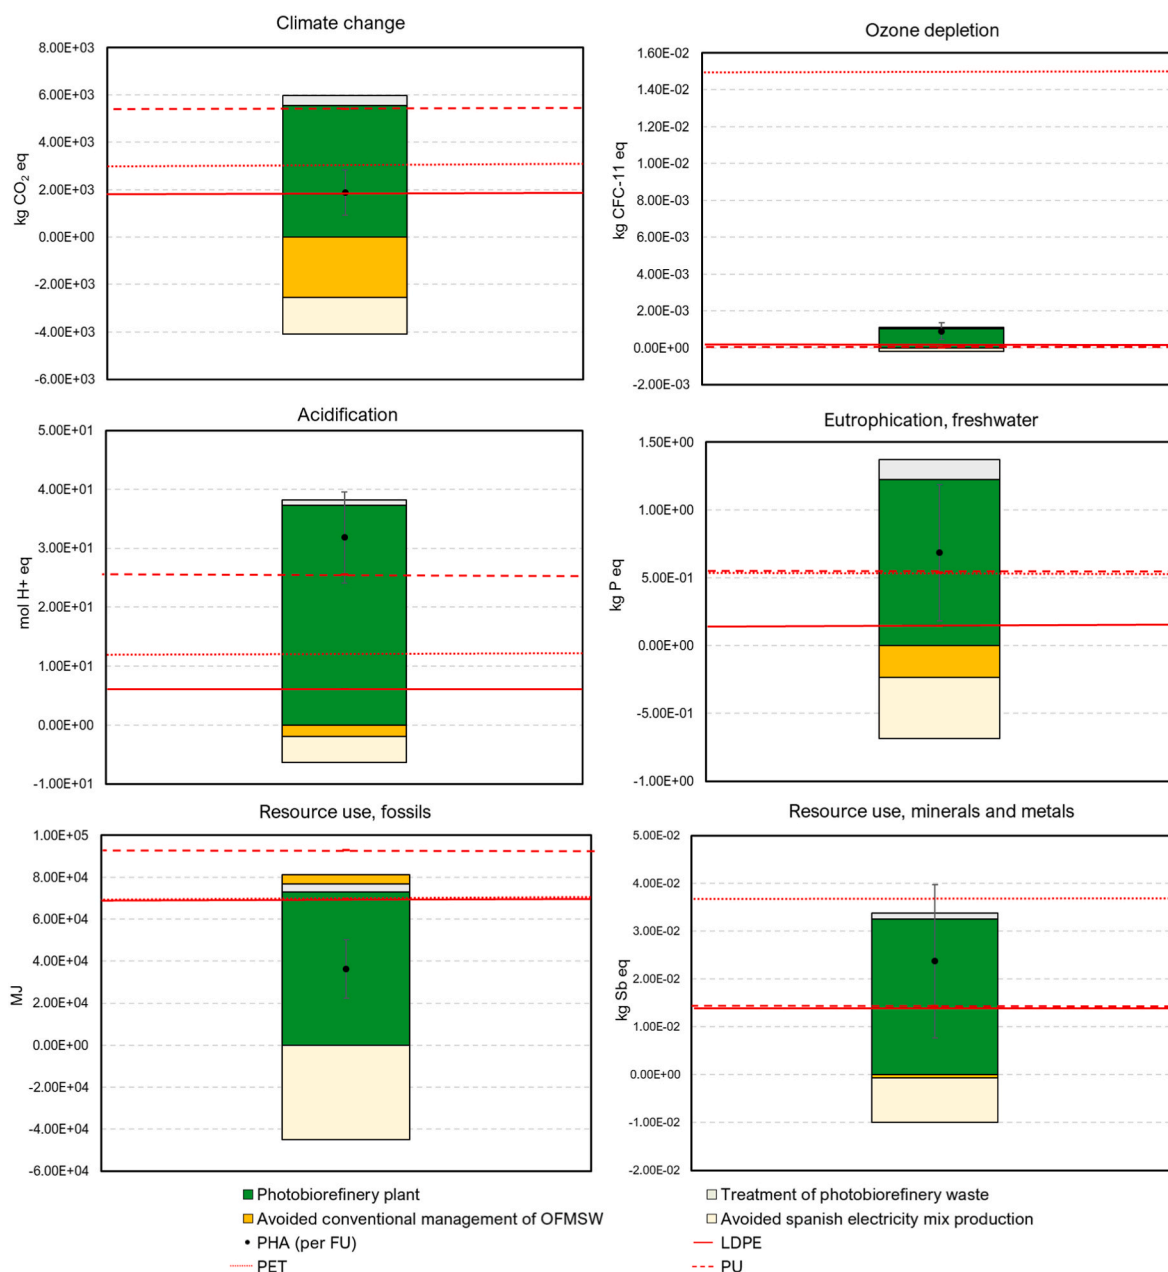 Climate change
8.00E+03
6.00E+03
4.00E+03
2.00E+03
0.00E+00
-2.00E+03
-4.00E+03
-6.00E+03
kg CO₂ eq
Ozone depletion
1.60E-02
1.40E-02
1.20E-02
1.00E-02
8.00E-03
6.00E-03
4.00E-03
2.00E-03
0.00E+00
-2.00E-03
kg CFC-11 eq
Acidification
5.00E+01
4.00E+01
3.00E+01
2.00E+01
1.00E+01
0.00E+00
-1.00E+01
mol H+ eq
Eutrophication, freshwater
1.50E+00
1.00E+00
5.00E-01
0.00E+00
-5.00E-01
-1.00E+00
kg P eq
Resource use, fossils
1.00E+05
8.00E+04
6.00E+04
4.00E+04
2.00E+04
0.00E+00
-2.00E+04
-4.00E+04
-6.00E+04
MJ
Resource use, minerals and metals
5.00E-02
4.00E-02
3.00E-02
2.00E-02
1.00E-02
0.00E+00
-1.00E-02
-2.00E-02
kg Sb eq
Photobiorefinery plant
Treatment of photobiorefinery waste
Avoided conventional management of OFMSW
Avoided spanish electricity mix production
PHA (per FU)
LDPE
PET
PU